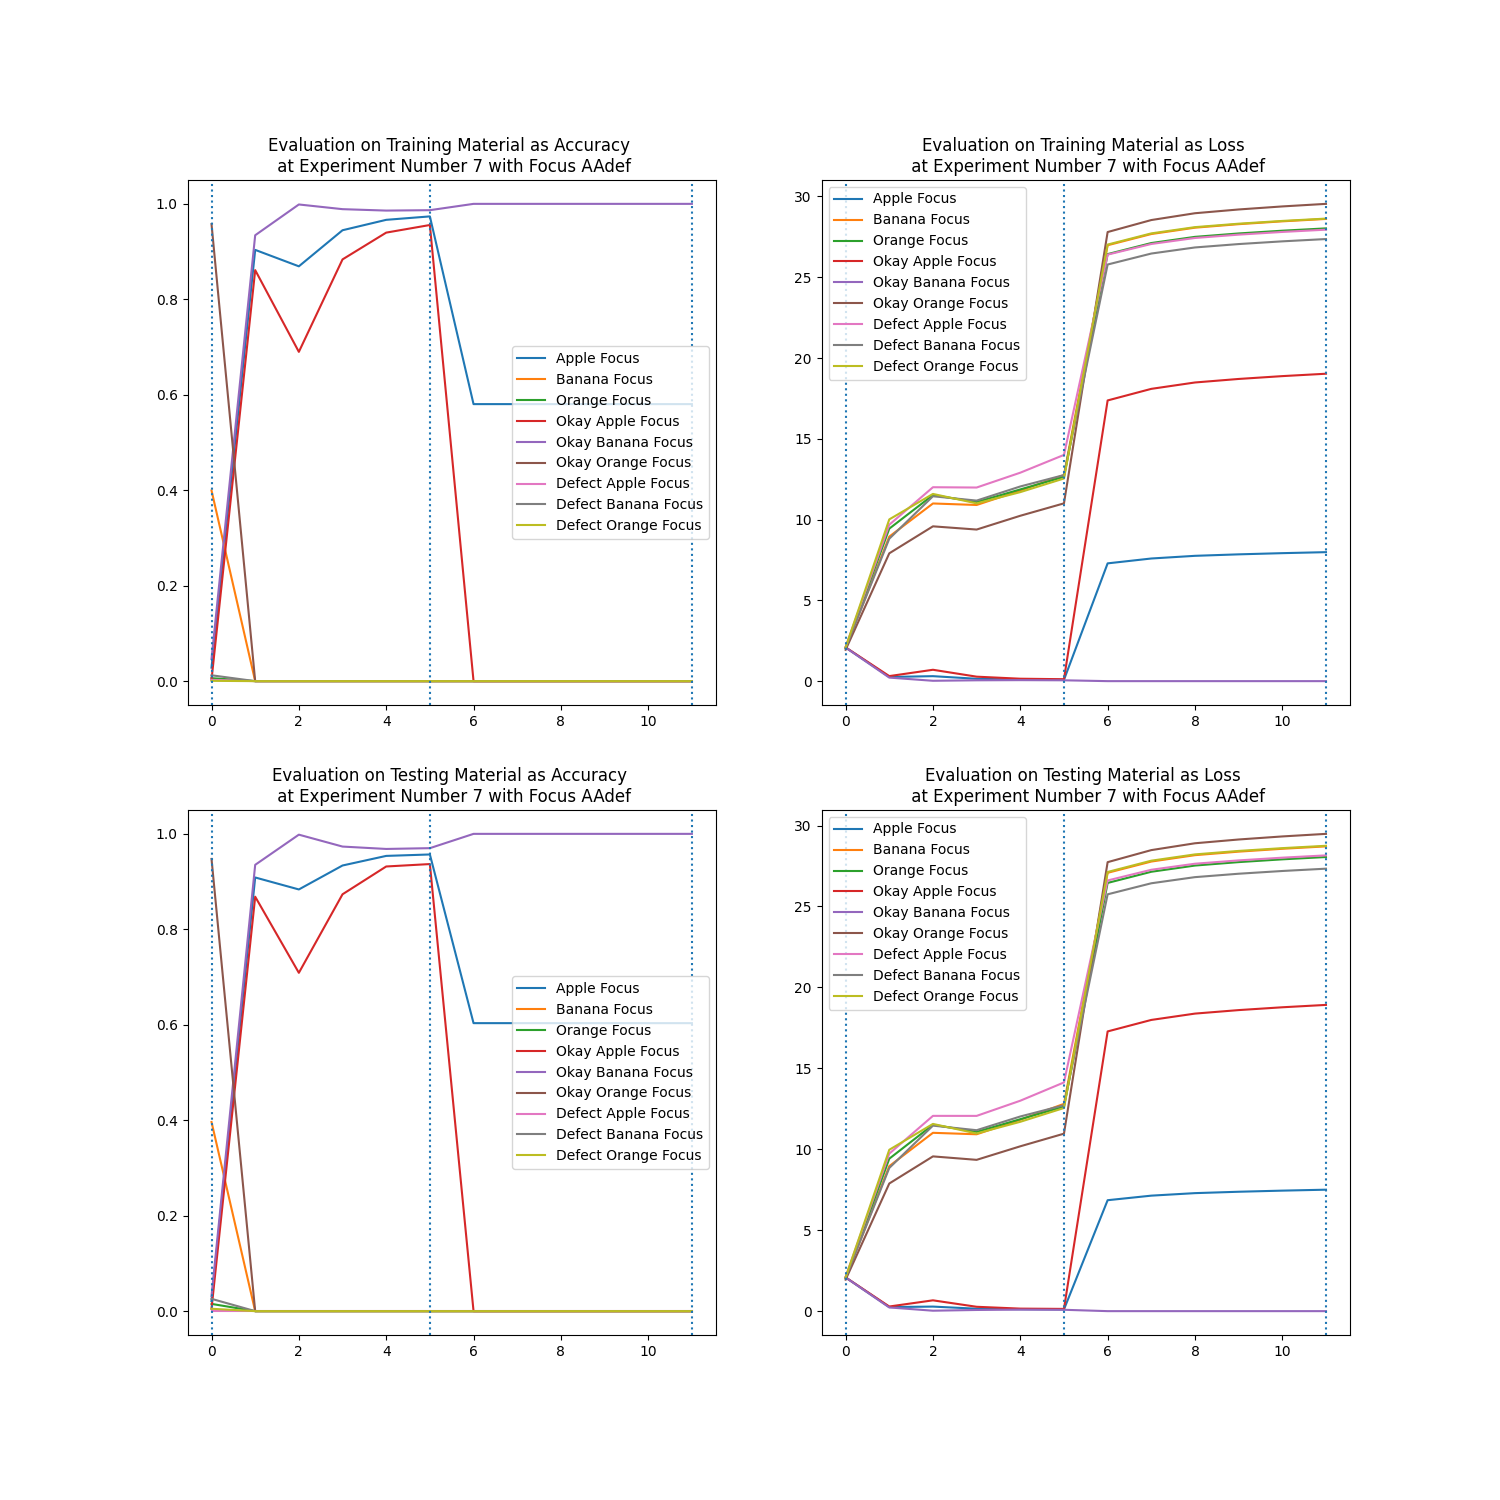 Evaluation on Training Material as Accuracy
at Experiment Number 7 with Focus AAdef
1.0
0.8
0.6
0.4
0.2
0.0
Apple Focus
Banana Focus
Orange Focus
Okay Apple Focus
Okay Banana Focus
Okay Orange Focus
Defect Apple Focus
Defect Banana Focus
Defect Orange Focus
0 2 4 6 8 10
Evaluation on Training Material as Loss
at Experiment Number 7 with Focus AAdef
30
25
20
15
10
5
0
Apple Focus
Banana Focus
Orange Focus
Okay Apple Focus
Okay Banana Focus
Okay Orange Focus
Defect Apple Focus
Defect Banana Focus
Defect Orange Focus
0 2 4 6 8 10
Evaluation on Testing Material as Accuracy
at Experiment Number 7 with Focus AAdef
1.0
0.8
0.6
0.4
0.2
0.0
Apple Focus
Banana Focus
Orange Focus
Okay Apple Focus
Okay Banana Focus
Okay Orange Focus
Defect Apple Focus
Defect Banana Focus
Defect Orange Focus
0 2 4 6 8 10
Evaluation on Testing Material as Loss
at Experiment Number 7 with Focus AAdef
30
25
20
15
10
5
0
Apple Focus
Banana Focus
Orange Focus
Okay Apple Focus
Okay Banana Focus
Okay Orange Focus
Defect Apple Focus
Defect Banana Focus
Defect Orange Focus
0 2 4 6 8 10